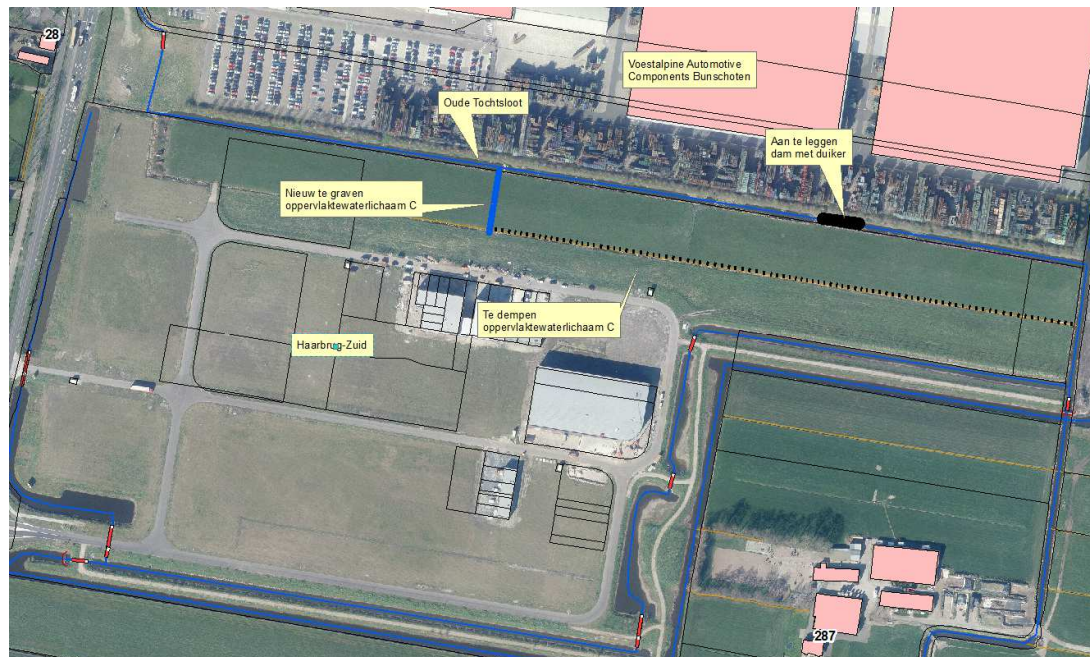 28
Voestalpine Automotive
Components Bunschoten
Oude Tochtsloot
Aan te leggen
dam met duiker
Nieuw te graven
oppervlaktewaterlichaam C
Te dempen
oppervlaktewaterlichaam C
Haarbrug-Zuid
287